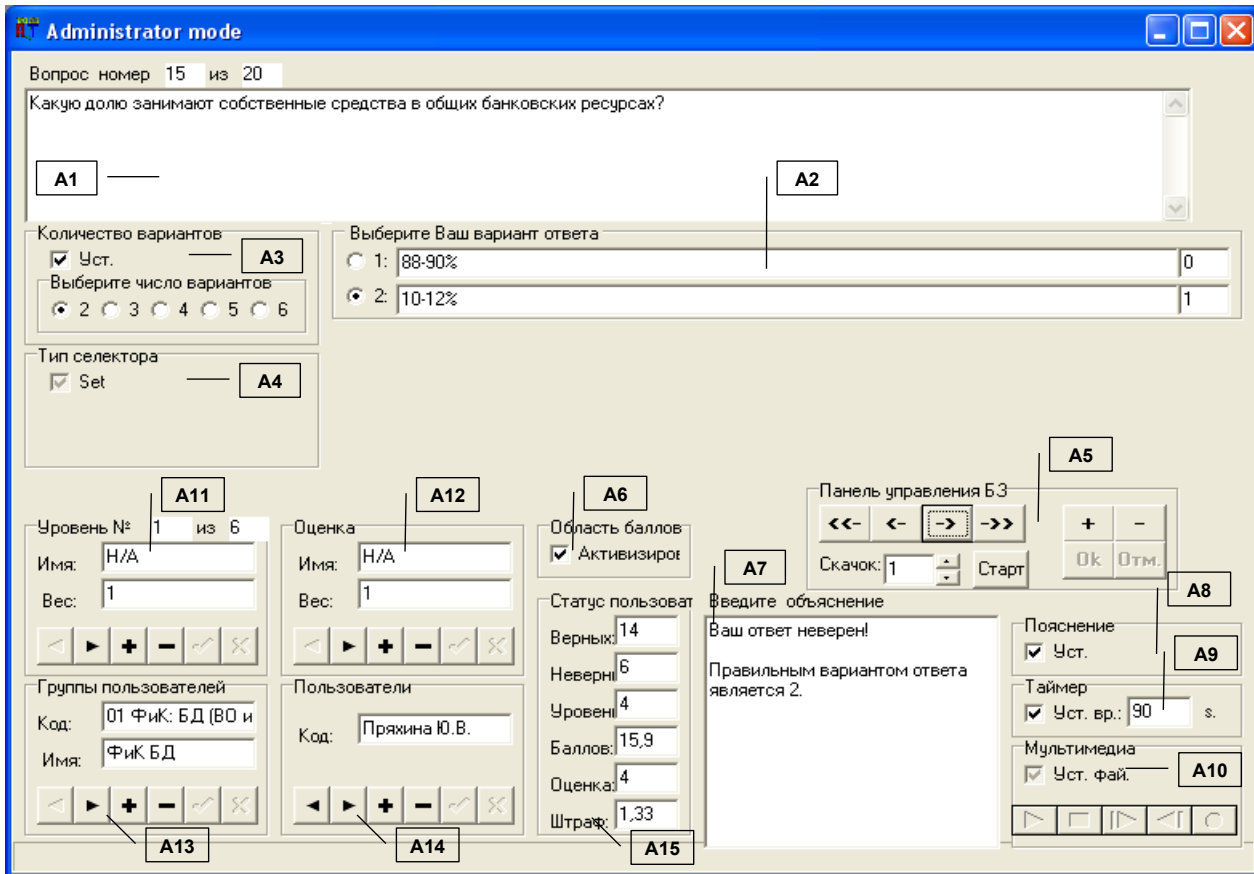 Administrator mode
Вопрос номер 15 из 20
Какую долю занимают собственные средства в общих банковских ресурсах?
A1
A2
Количество вариантов
Уст.
A3
Выберите число вариантов
2 3 4 5 6
Выберите Ваш вариант ответа
1: 88-90% 0
2: 10-12% 1
Тип селектора
Set
A4
A5
A11
A12
A6
Панель управления БЗ
<<- <- -> ->> + -
Скачок: 1 Старт Ok Отм.
Уровень № 1 из 6
Имя: Н/А
Вес: 1
Оценка
Имя: Н/А
Вес: 1
Область баллов
Активизиров
A7
A8
Статус пользоват
Верных: 14
Неверны 6
Уровень 4
Баллов: 15,9
Оценка: 4
Штраф: 1,33
Введите объяснение
Ваш ответ неверен!
Правильным вариантом ответа
является 2.
Пояснение
Уст.
A9
Таймер
Уст. вр.: 90 s.
Мультимедиа
Уст. фай.
A10
Группы пользователей
Код: 01 ФиК: БД (ВО и
Имя: ФиК БД
Пользователи
Код: Пряхина Ю.В.
A13
A14
A15